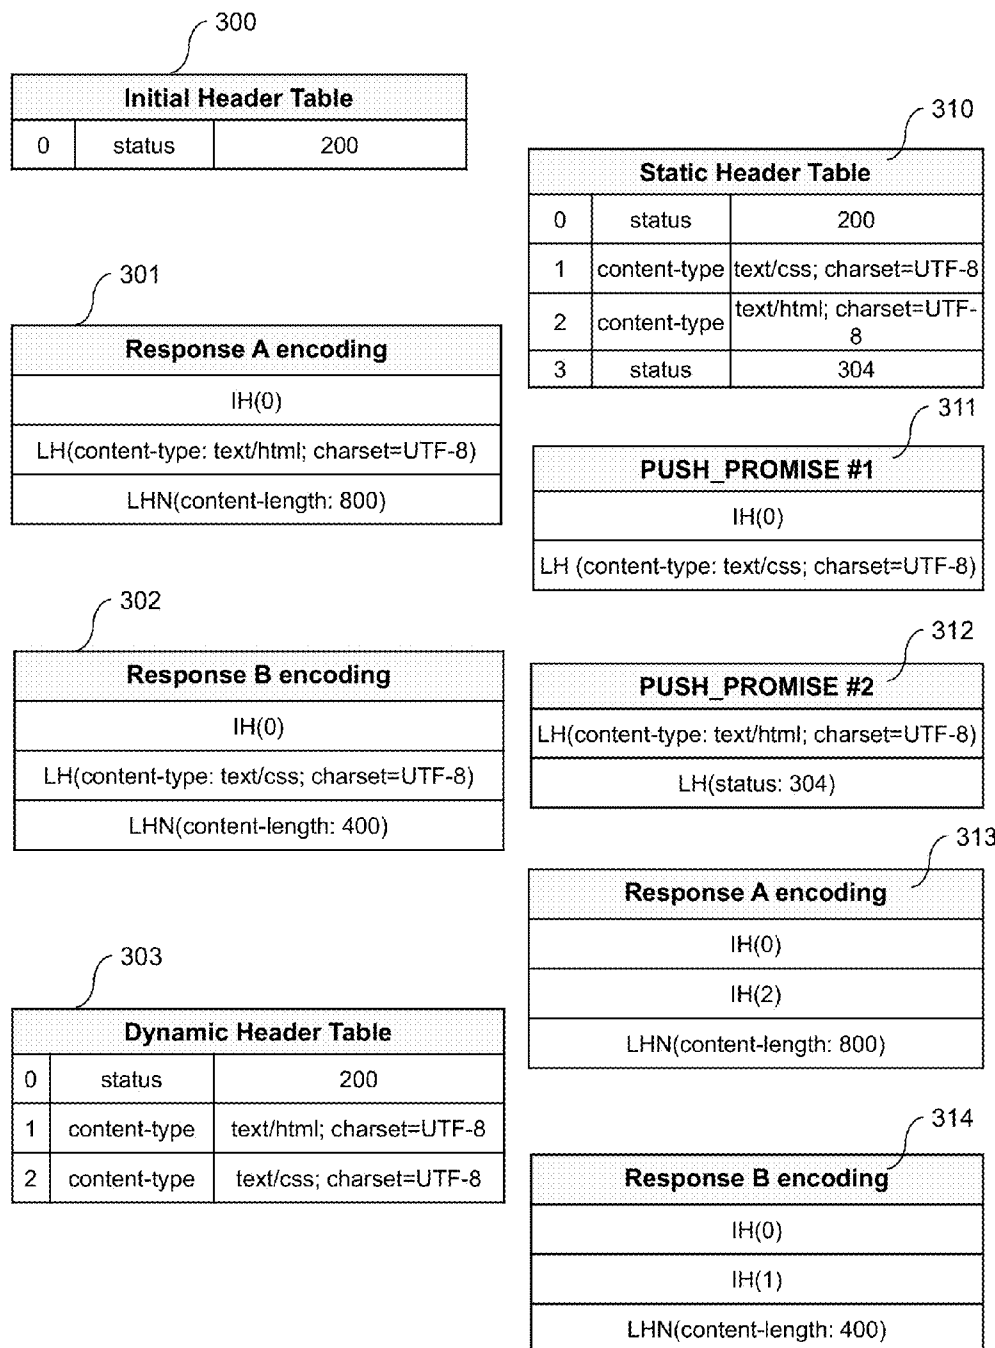 300
Initial Header Table
0 status 200
301
Response A encoding
IH(0)
LH(content-type: text/html; charset=UTF-8)
LHN(content-length: 800)
302
Response B encoding
IH(0)
LH(content-type: text/css; charset=UTF-8)
LHN(content-length: 400)
303
Dynamic Header Table
0 status 200
1 content-type text/html; charset=UTF-8
2 content-type text/css; charset=UTF-8
310
Static Header Table
0 status 200
1 content-type text/css; charset=UTF-8
2 content-type text/html; charset=UTF-
8
3 status 304
311
PUSH_PROMISE #1
IH(0)
LH (content-type: text/css; charset=UTF-8)
312
PUSH_PROMISE #2
LH(content-type: text/html; charset=UTF-8)
LH(status: 304)
313
Response A encoding
IH(0)
IH(2)
LHN(content-length: 800)
314
Response B encoding
IH(0)
IH(1)
LHN(content-length: 400)